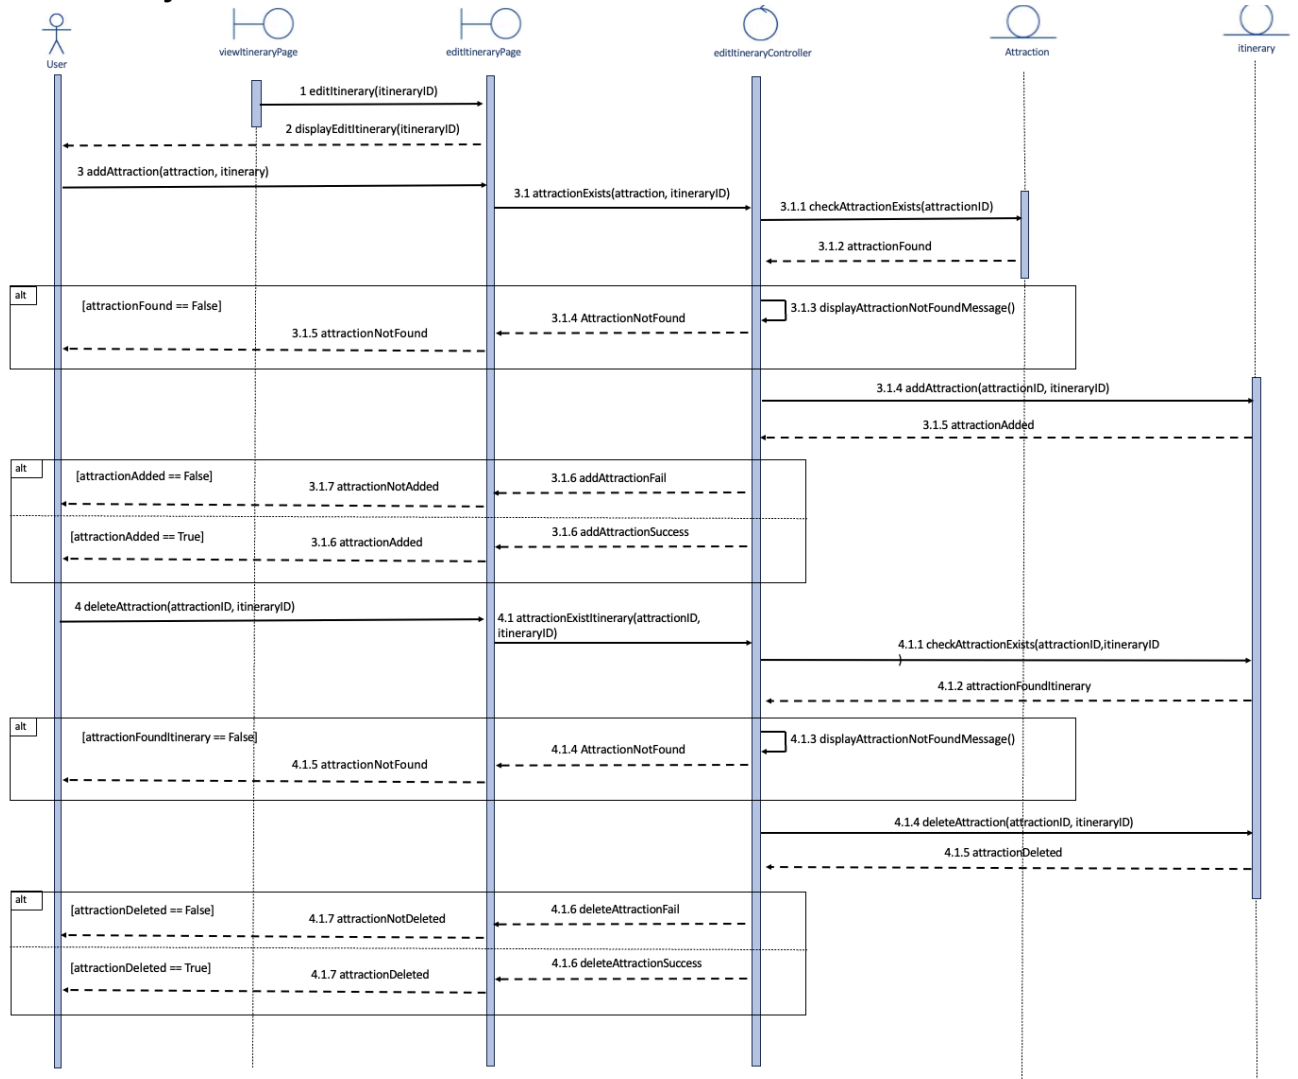 User
viewItineraryPage
editItineraryPage
editItineraryController
Attraction
itinerary
1 editItinerary(itineraryID)
2 displayEditItinerary(itineraryID)
3 addAttraction(attraction, itinerary)
3.1 attractionExists(attraction, itineraryID)
3.1.1 checkAttractionExists(attractionID)
3.1.2 attractionFound
alt
[attractionFound == False]
3.1.3 displayAttractionNotFoundMessage()
3.1.4 AttractionNotFound
3.1.5 attractionNotFound
3.1.4 addAttraction(attractionID, itineraryID)
3.1.5 attractionAdded
alt
[attractionAdded == False]
3.1.6 addAttractionFail
3.1.7 attractionNotAdded
[attractionAdded == True]
3.1.6 addAttractionSuccess
3.1.6 attractionAdded
4 deleteAttraction(attractionID, itineraryID)
4.1 attractionExistItinerary(attractionID,
itineraryID)
4.1.1 checkAttractionExists(attractionID,itineraryID
)
4.1.2 attractionFoundItinerary
alt
[attractionFoundItinerary == False]
4.1.3 displayAttractionNotFoundMessage()
4.1.4 AttractionNotFound
4.1.5 attractionNotFound
4.1.4 deleteAttraction(attractionID, itineraryID)
4.1.5 attractionDeleted
alt
[attractionDeleted == False]
4.1.6 deleteAttractionFail
4.1.7 attractionNotDeleted
[attractionDeleted == True]
4.1.6 deleteAttractionSuccess
4.1.7 attractionDeleted